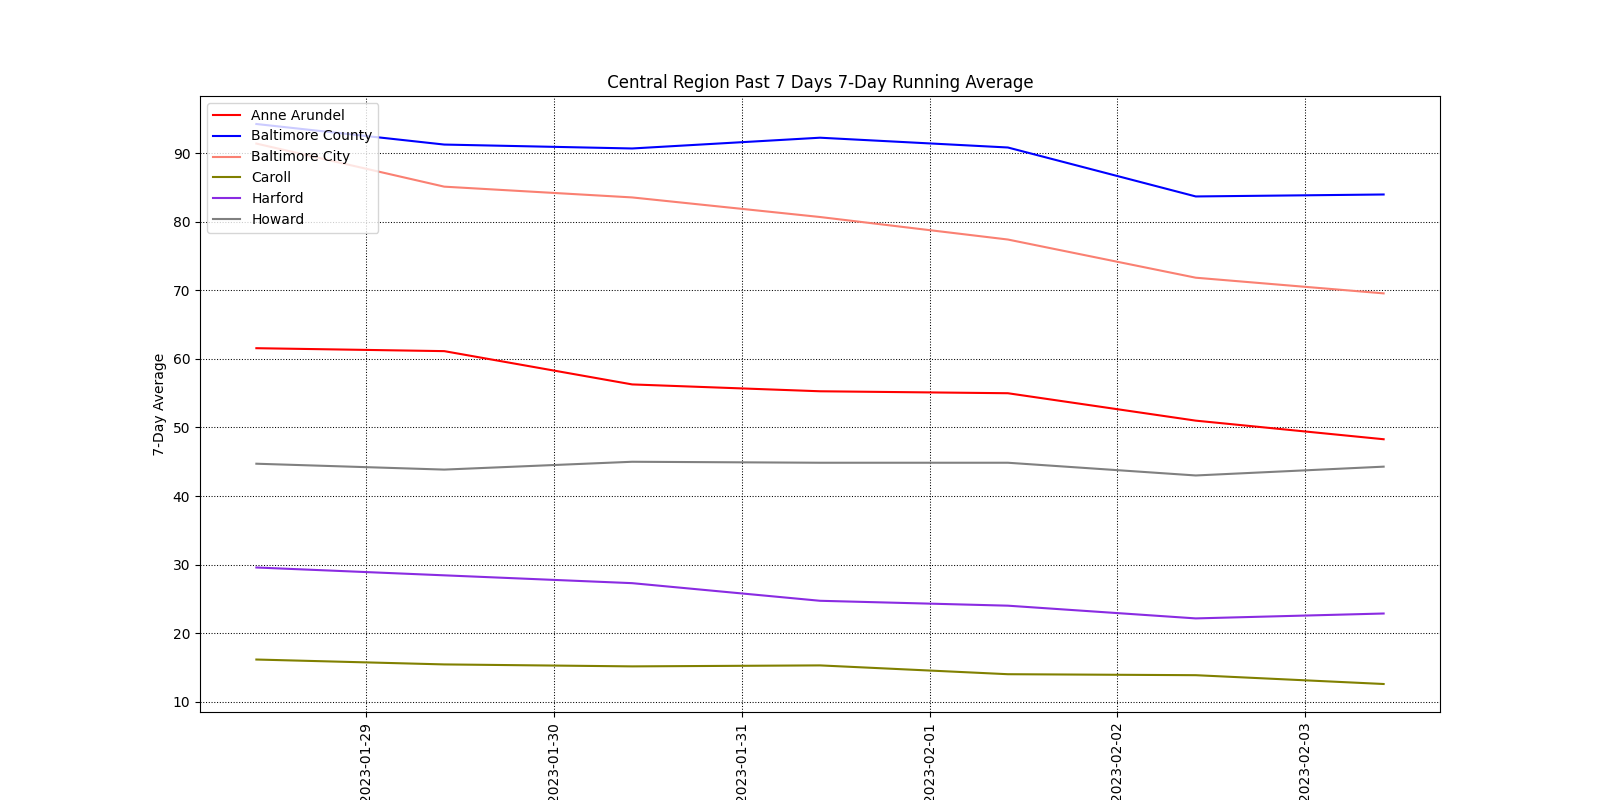 Central Region Past 7 Days 7-Day Running Average
Anne Arundel
Baltimore County
Baltimore City
Caroll
Harford
Howard
7-Day Average
90
80
70
60
50
40
30
20
10
2023-01-29
2023-01-30
2023-01-31
2023-02-01
2023-02-02
2023-02-03